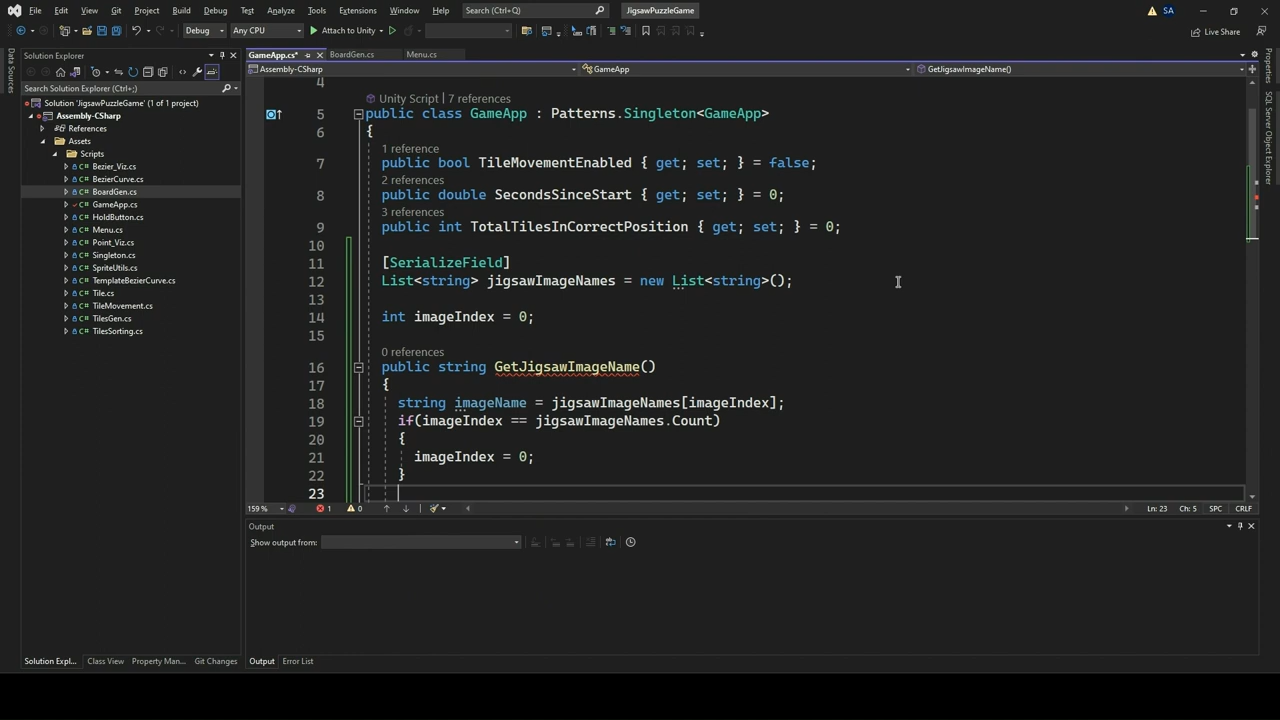 File Edit View Git Project Build Debug Test Analyze Tools Extensions Window Help Search (Ctrl+Q) JigsawPuzzleGame SA
Debug Any CPU Attach to Unity Live Share
Data Sources
Solution Explorer
Search Solution Explorer (Ctrl+;)
Solution 'JigsawPuzzleGame' (1 of 1 project)
Assembly-CSharp
References
Assets
Scripts
Bezier_Viz.cs
BezierCurve.cs
BoardGen.cs
GameApp.cs
HoldButton.cs
Menu.cs
Point_Viz.cs
Singleton.cs
SpriteUtils.cs
TemplateBezierCurve.cs
Tile.cs
TileMovement.cs
TilesGen.cs
TilesSorting.cs
Solution Expl... Class View Property Man... Git Changes
GameApp.cs* BoardGen.cs Menu.cs
Assembly-CSharp GameApp GetJigsawImageName()
4
Unity Script | 7 references
5 public class GameApp : Patterns.Singleton<GameApp>
6 {
1 reference
7 public bool TileMovementEnabled { get; set; } = false;
2 references
8 public double SecondsSinceStart { get; set; } = 0;
3 references
9 public int TotalTilesInCorrectPosition { get; set; } = 0;
10
11 [SerializeField]
12 List<string> jigsawImageNames = new List<string>();
13
14 int imageIndex = 0;
15
0 references
16 public string GetJigsawImageName()
17 {
18 string imageName = jigsawImageNames[imageIndex];
19 if(imageIndex == jigsawImageNames.Count)
20 {
21 imageIndex = 0;
22 }
23
159 % 1 0 Ln: 23 Ch: 5 SPC CRLF
Output
Show output from:
Output Error List
Properties
SQL Server Object Explorer